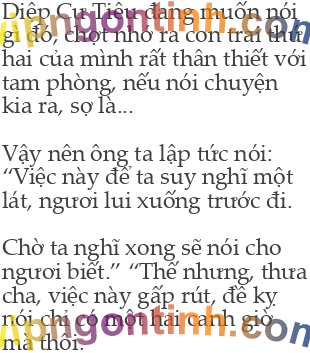 Diệp Cư Tiêu đang muốn nói
gì đó, chợt nhớ ra con trai thứ
hai của mình rất thân thiết với
tam phòng, nếu nói chuyện
kia ra, sợ là...
Vậy nên ông ta lập tức nói:
“Việc này để ta suy nghĩ một
lát, ngươi lui xuống trước đi.
Chờ ta nghĩ xong sẽ nói cho
ngươi biết.” “Thế nhưng, thưa
cha, việc này gấp rút, đề kỵ
nói chỉ có một hai canh giờ
mà thôi.”